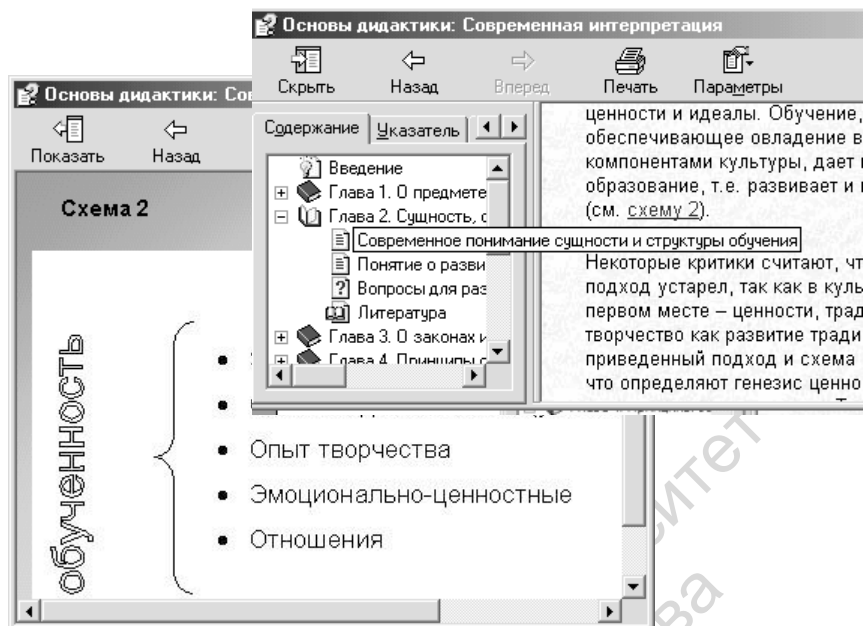 Основы дидактики: Современная интерпретация
Скрыть Назад Вперед Печать Параметры
Содержание Указатель
Введение
Глава 1. О предмете
Глава 2. Сущность,
Современное понимание сущности и структуры обучения
Понятие о разви
Вопросы для раз
Литература
Глава 3. О законах и
Глава 4. Принципы
ценности и идеалы. Обучение,
обеспечивающее овладение в
компонентами культуры, дает
образование, т.е. развивает и
(см. схему 2).
Некоторые критики считают, чт
подход устарел, так как в куль
первом месте – ценности, трад
творчество как развитие тради
приведенный подход и схема
что определяют генезис ценно
Основы дидактики: Со
Показать Назад
Схема 2
обученность
• Опыт творчества
• Эмоционально-ценностные
• Отношения